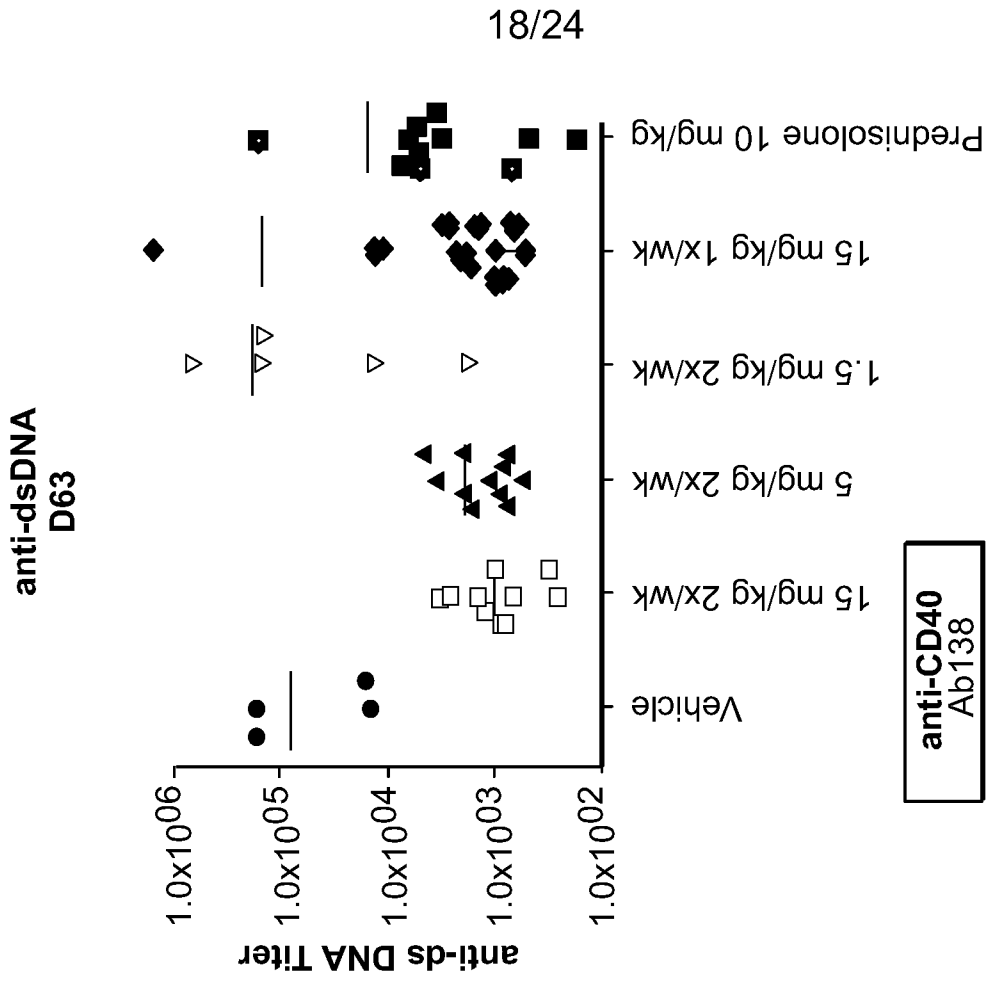 18/24
anti-dsDNA
D63
anti-ds DNA Titer
1.0x10^06
1.0x10^05
1.0x10^04
1.0x10^03
1.0x10^02
Vehicle
15 mg/kg 2x/wk
5 mg/kg 2x/wk
1.5 mg/kg 2x/wk
15 mg/kg 1x/wk
Prednisolone 10 mg/kg
anti-CD40
Ab138